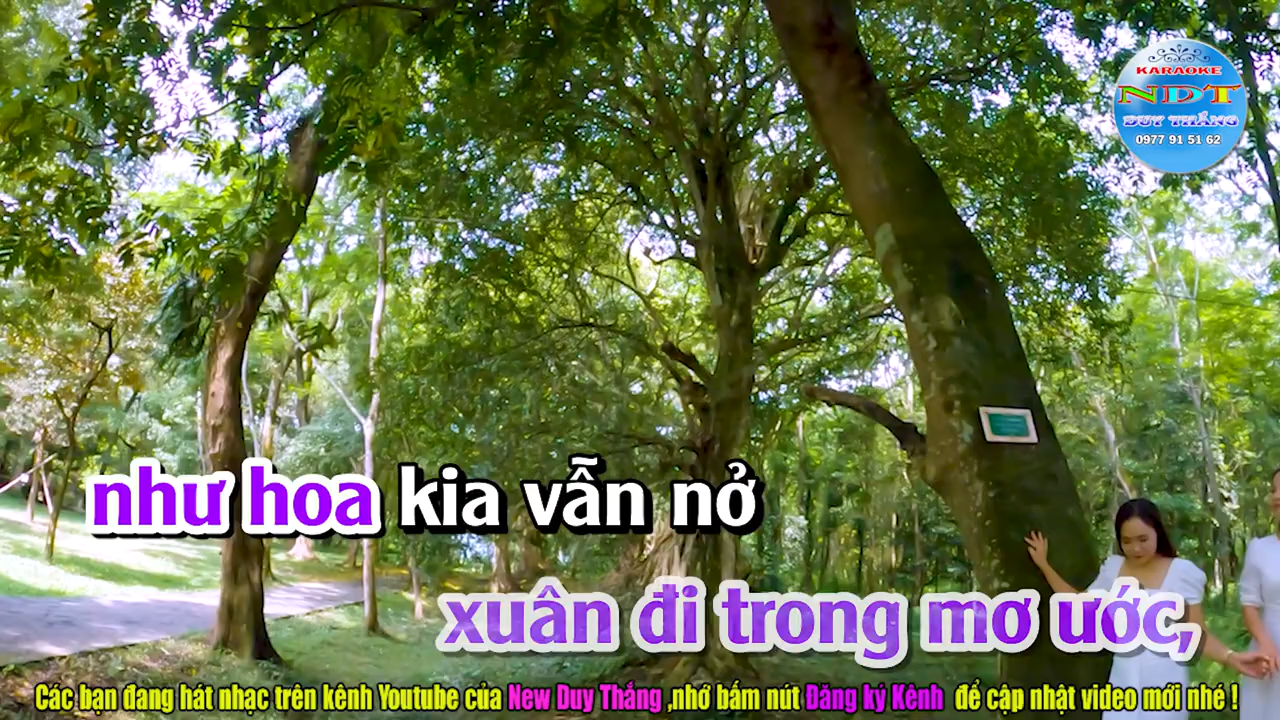 KARAOKE
NDT
DUY THẮNG
0977 91 51 62
như hoa kia vẫn nở
xuân đi trong mơ ước,
Các bạn đang hát nhạc trên kênh Youtube của New Duy Thắng ,nhớ bấm nút Đăng ký Kênh để cập nhật video mới nhé !